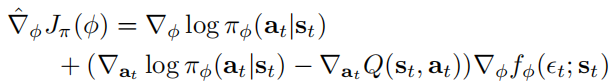 ∇̂_ϕ J_π(ϕ) = ∇_ϕ log π_ϕ(𝐚_t|𝐬_t)
+ (∇_{𝐚_t} log π_ϕ(𝐚_t|𝐬_t) − ∇_{𝐚_t} Q(𝐬_t, 𝐚_t))∇_ϕ f_ϕ(ϵ_t; 𝐬_t)